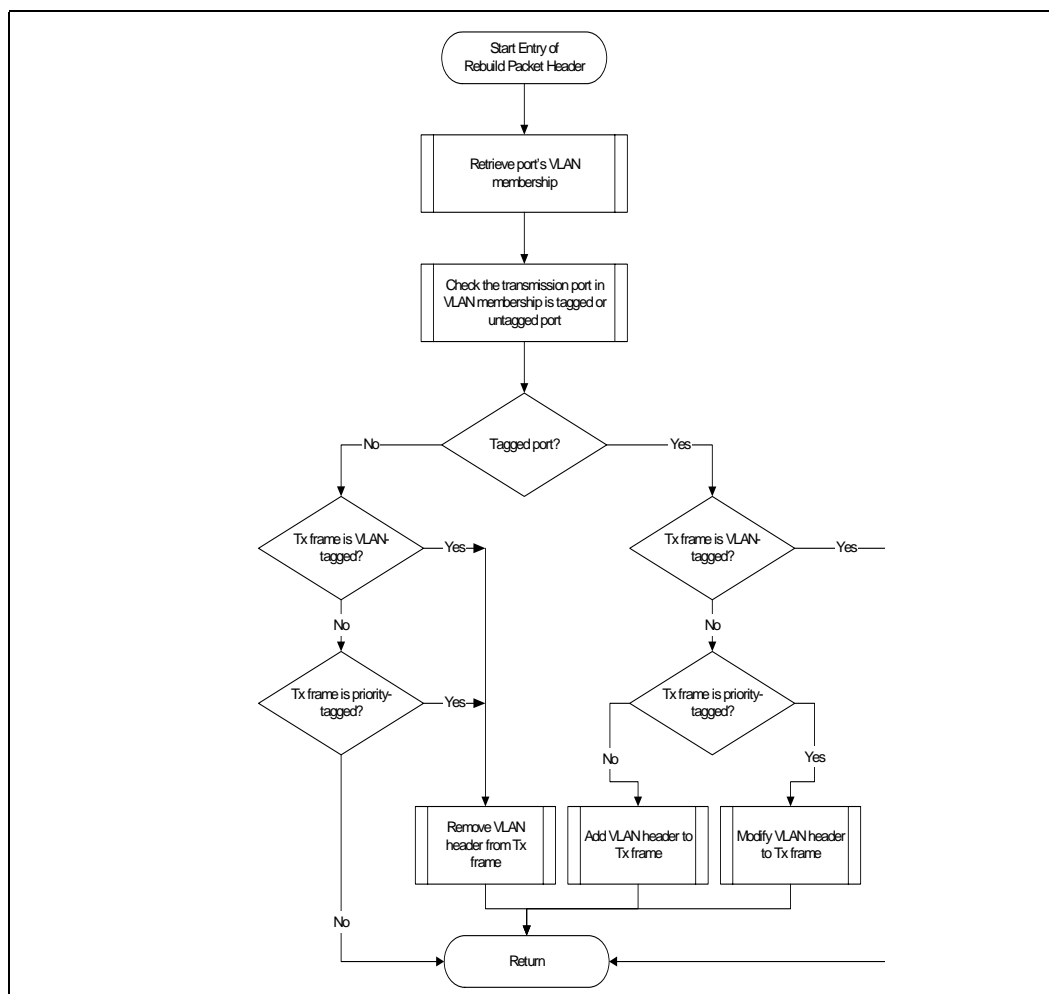 Start Entry of
Rebuild Packet Header
Retrieve port's VLAN
membership
Check the transmission port in
VLAN membership is tagged or
untagged port
Tagged port?
No
Yes
Tx frame is VLAN-
tagged?
Yes
Tx frame is VLAN-
tagged?
Yes
No
No
Tx frame is priority-
tagged?
Yes
Tx frame is priority-
tagged?
No
Yes
Remove VLAN
header from Tx
frame
Add VLAN header to
Tx frame
Modify VLAN header
to Tx frame
No
Return